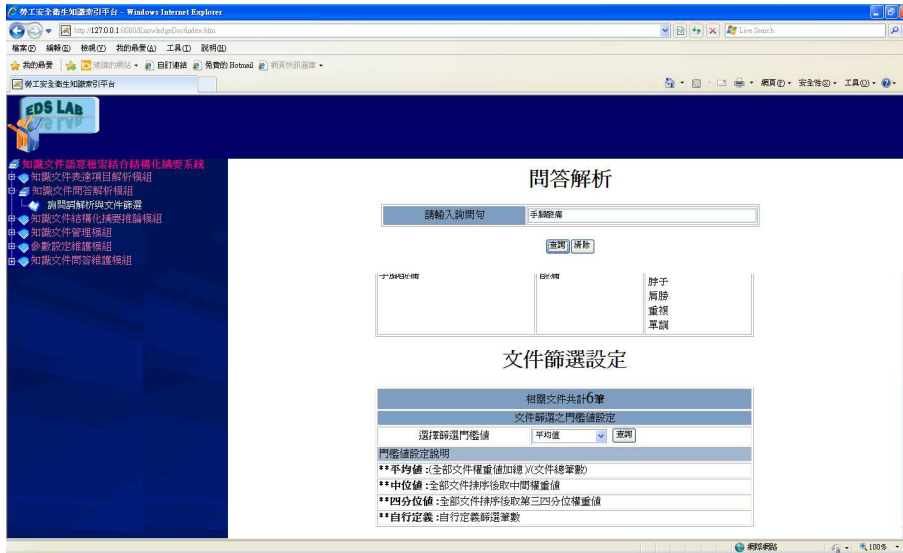 勞工安全衛生知識索引平台 - Windows Internet Explorer
http://127.0.0.1:8080/KnowledgeDoc/index.htm
Live Search
檔案(F) 編輯(E) 檢視(V) 我的最愛(A) 工具(T) 說明(H)
我的最愛 建議的網站 自訂連結 免費的 Hotmail 網頁快訊圖庫
勞工安全衛生知識索引平台
網頁(P) 安全性(S) 工具(O)
EDS LAB
知識文件語意檢索結合結構化摘要系統
知識文件表達項目解析模組
知識文件問答解析模組
詢問詞解析與文件篩選
知識文件結構化摘要推論模組
知識文件管理模組
參數設定維護模組
知識文件問答維護模組
問答解析
請輸入詢問句 手腳酸痛
查詢 清除
手腳酸痛 酸痛
脖子
肩膀
重複
單調
文件篩選設定
相關文件共計6筆
文件篩選之門檻值設定
選擇篩選門檻值 平均值 查詢
門檻值設定說明
**平均值:(全部文件權重值加總)/(文件總筆數)
**中位值:全部文件排序後取中間權重值
**四分位值:全部文件排序後取第三四分位權重值
**自行定義:自行定義篩選筆數
網際網路 100%